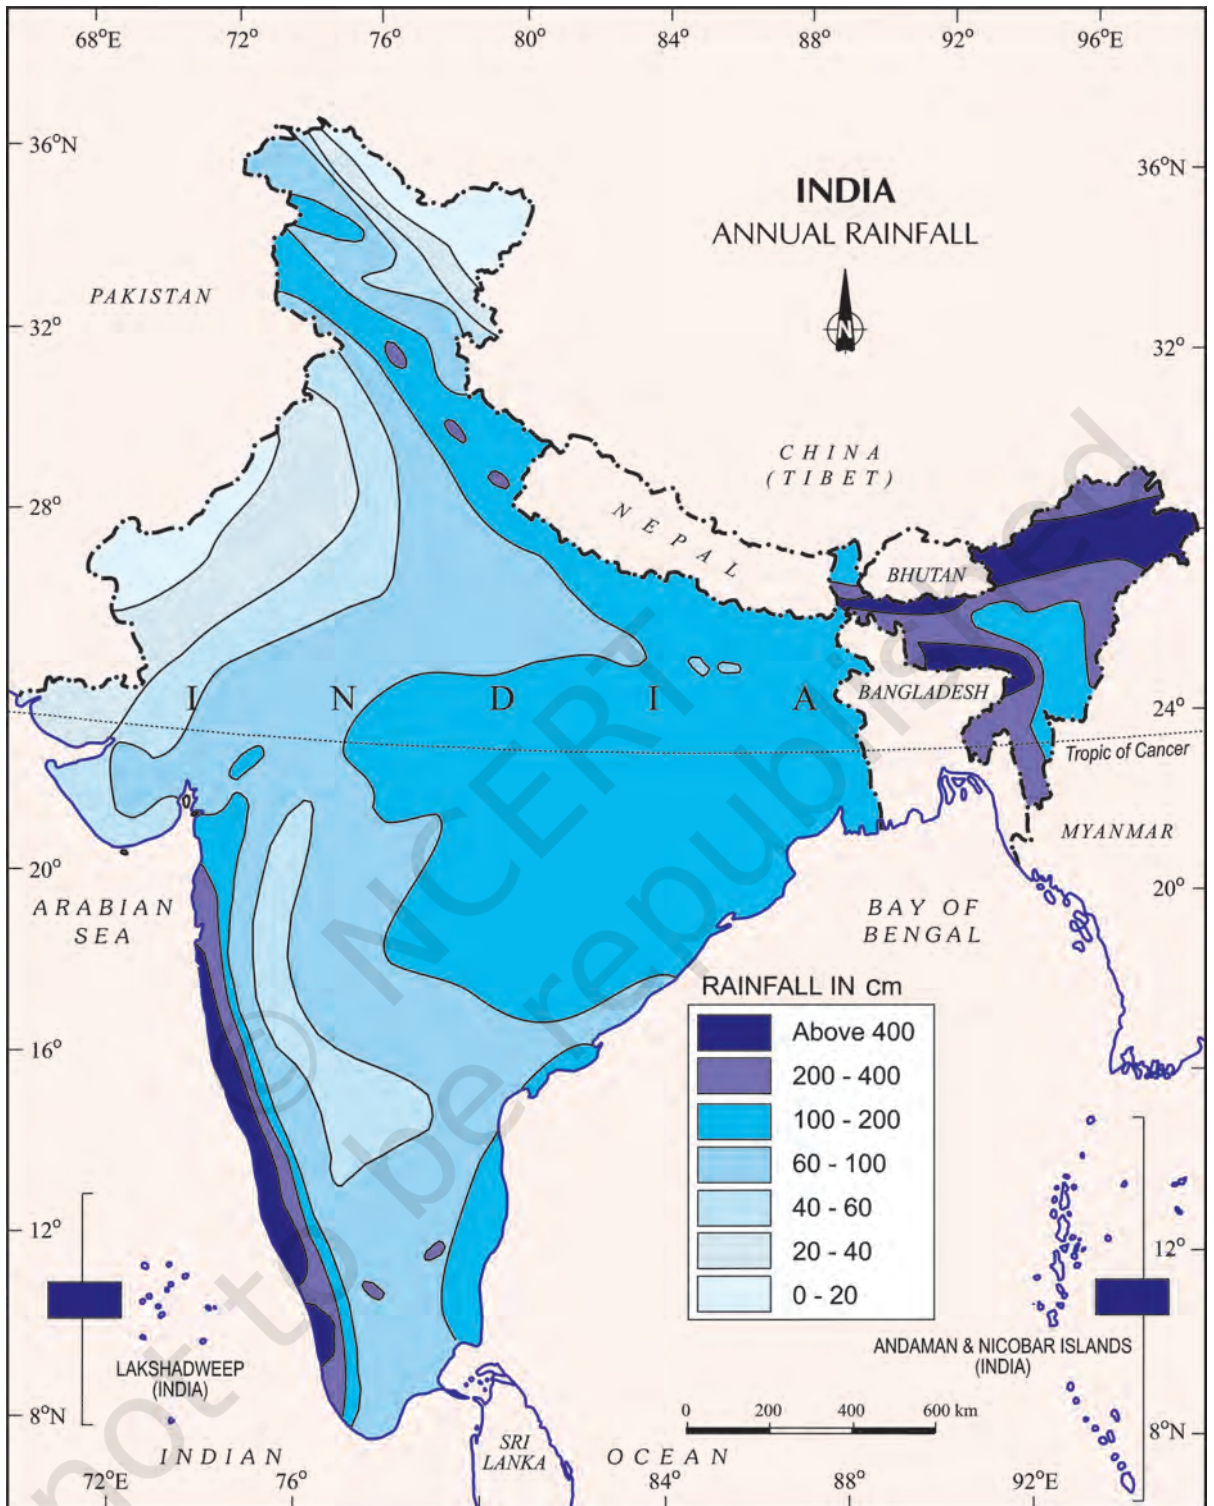 68°E 72° 76° 80° 84° 88° 92° 96°E
36°N
36°N
INDIA
ANNUAL RAINFALL
PAKISTAN
N
32°
32°
CHINA
(TIBET)
28°
NEPAL
BHUTAN
BANGLADESH
INDIA
24°
Tropic of Cancer
MYANMAR
20°
20°
ARABIAN
SEA
BAY OF
BENGAL
RAINFALL IN cm
Above 400
200 - 400
100 - 200
60 - 100
40 - 60
20 - 40
0 - 20
16°
12°
12°
LAKSHADWEEP
(INDIA)
ANDAMAN & NICOBAR ISLANDS
(INDIA)
0 200 400 600 km
8°N
8°N
INDIAN OCEAN
SRI
LANKA
72°E 76° 84° 88° 92°E
© NCERT
not to be republished